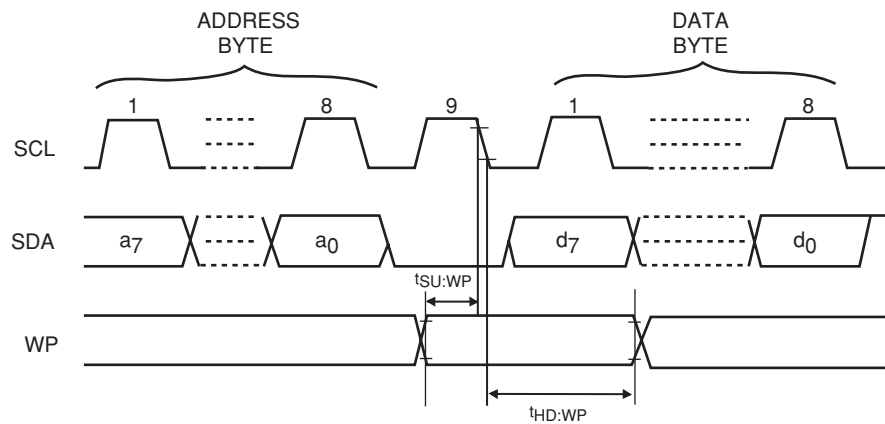 ADDRESS
BYTE
DATA
BYTE
1 8 9 1 8
SCL
SDA a7 a0 d7 d0
tSU:WP
WP
tHD:WP